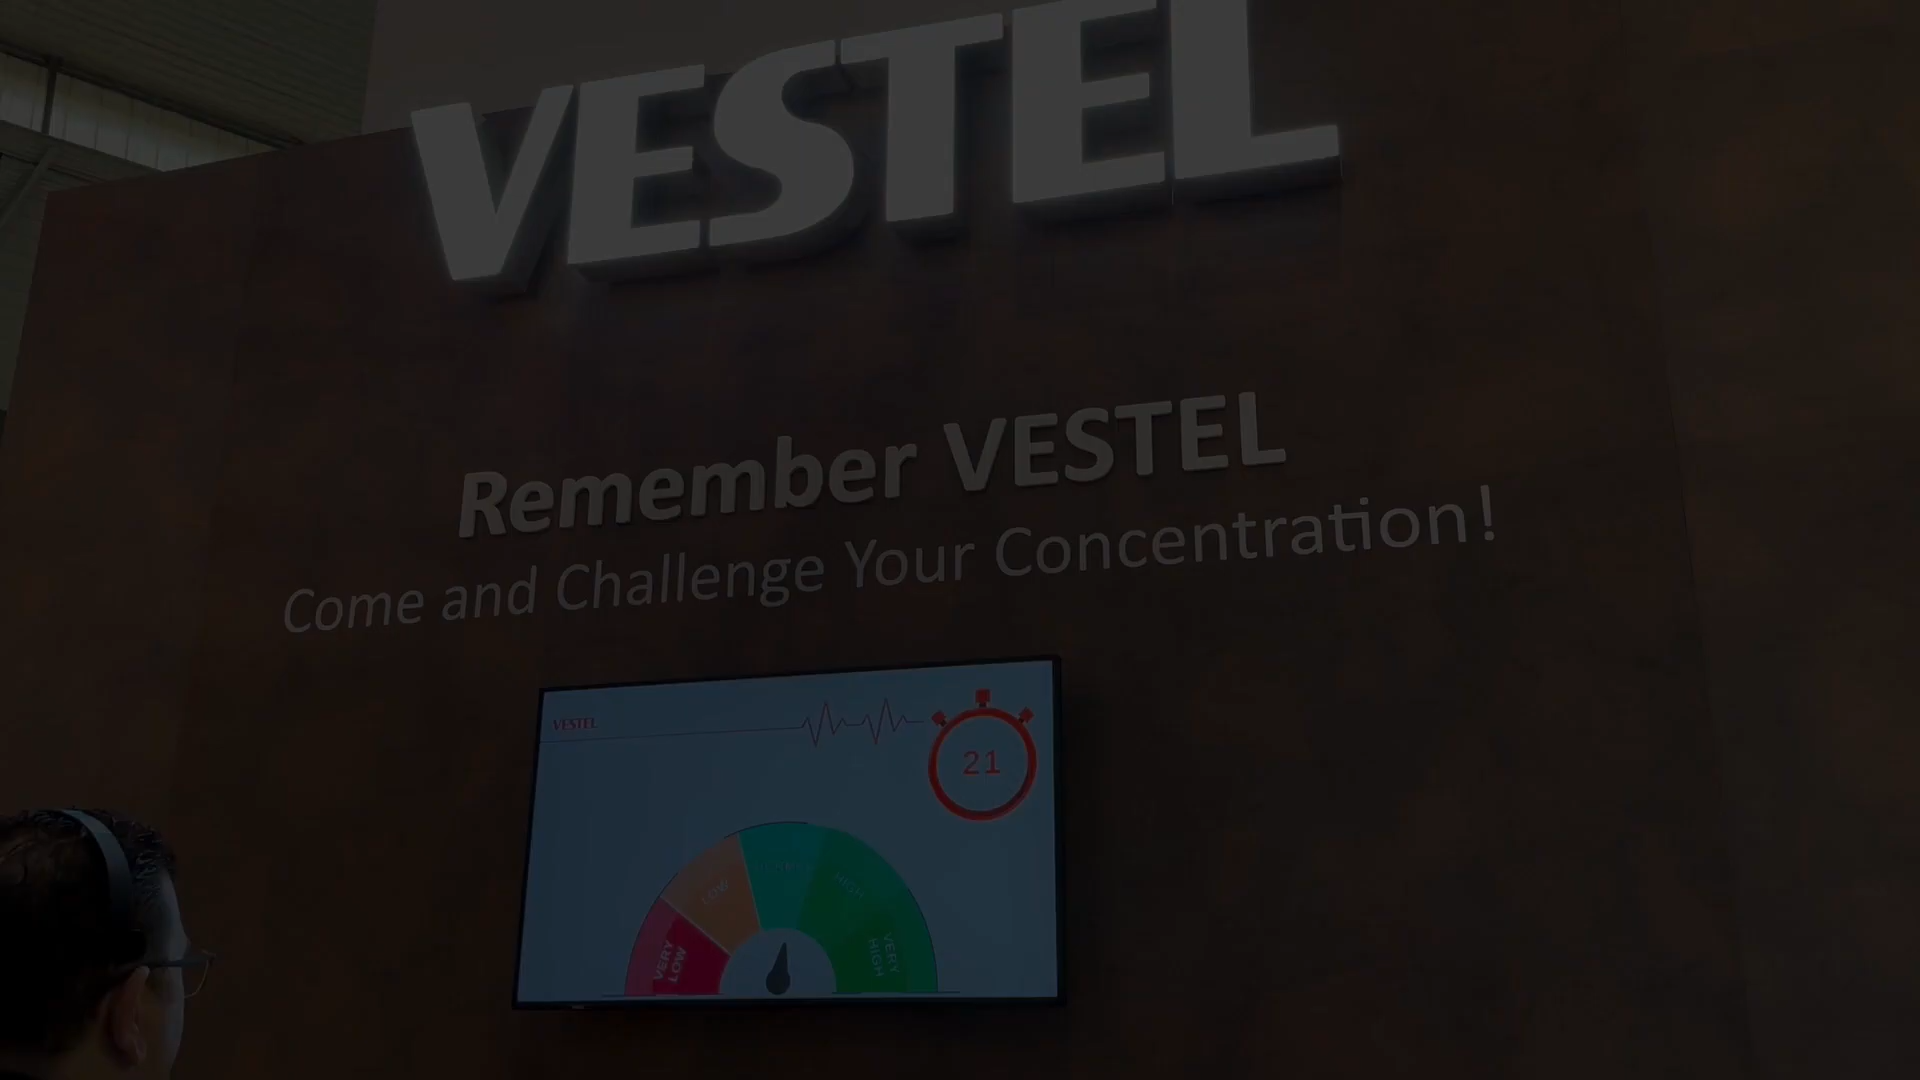 VESTEL
Remember VESTEL
Come and Challenge Your Concentration!
VESTEL
21
LOW
HIGH
VERY LOW
VERY HIGH